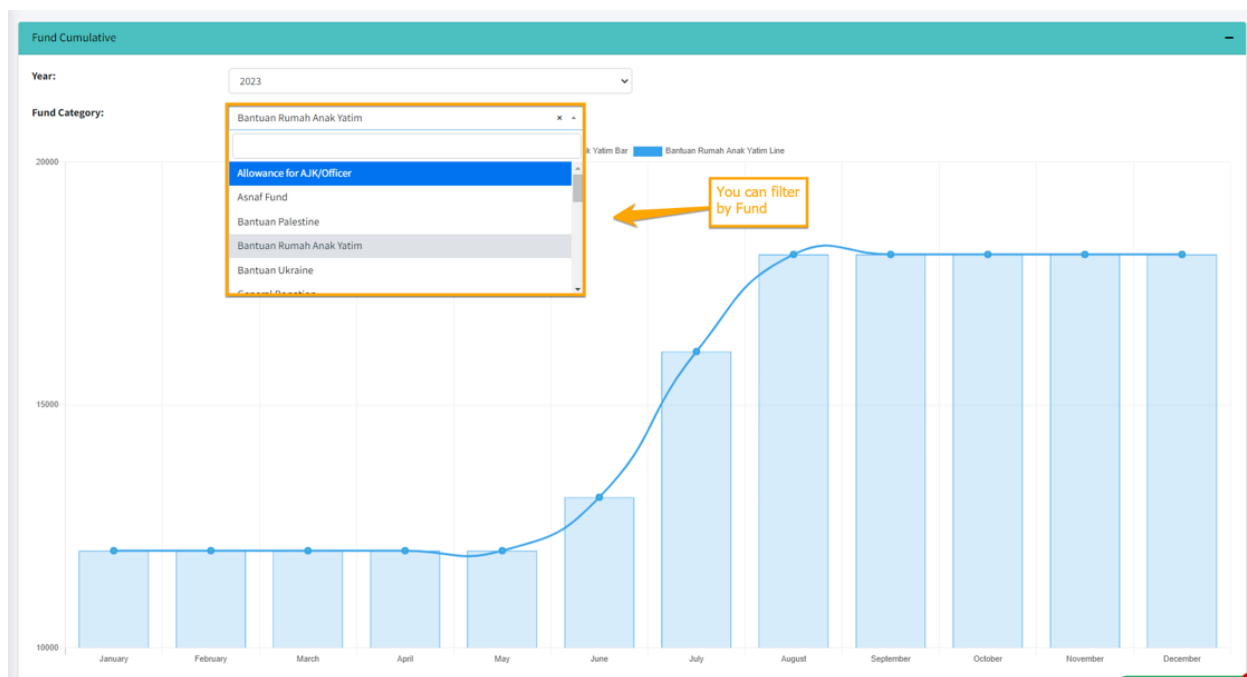 Fund Cumulative
Year:
2023
Fund Category:
Bantuan Rumah Anak Yatim
Yatim Bar
Bantuan Rumah Anak Yatim Line
Allowance for AJK/Officer
Asnaf Fund
Bantuan Palestine
Bantuan Rumah Anak Yatim
Bantuan Ukraine
You can filter
by Fund
20000
15000
10000
January February March April May June July August September October November December